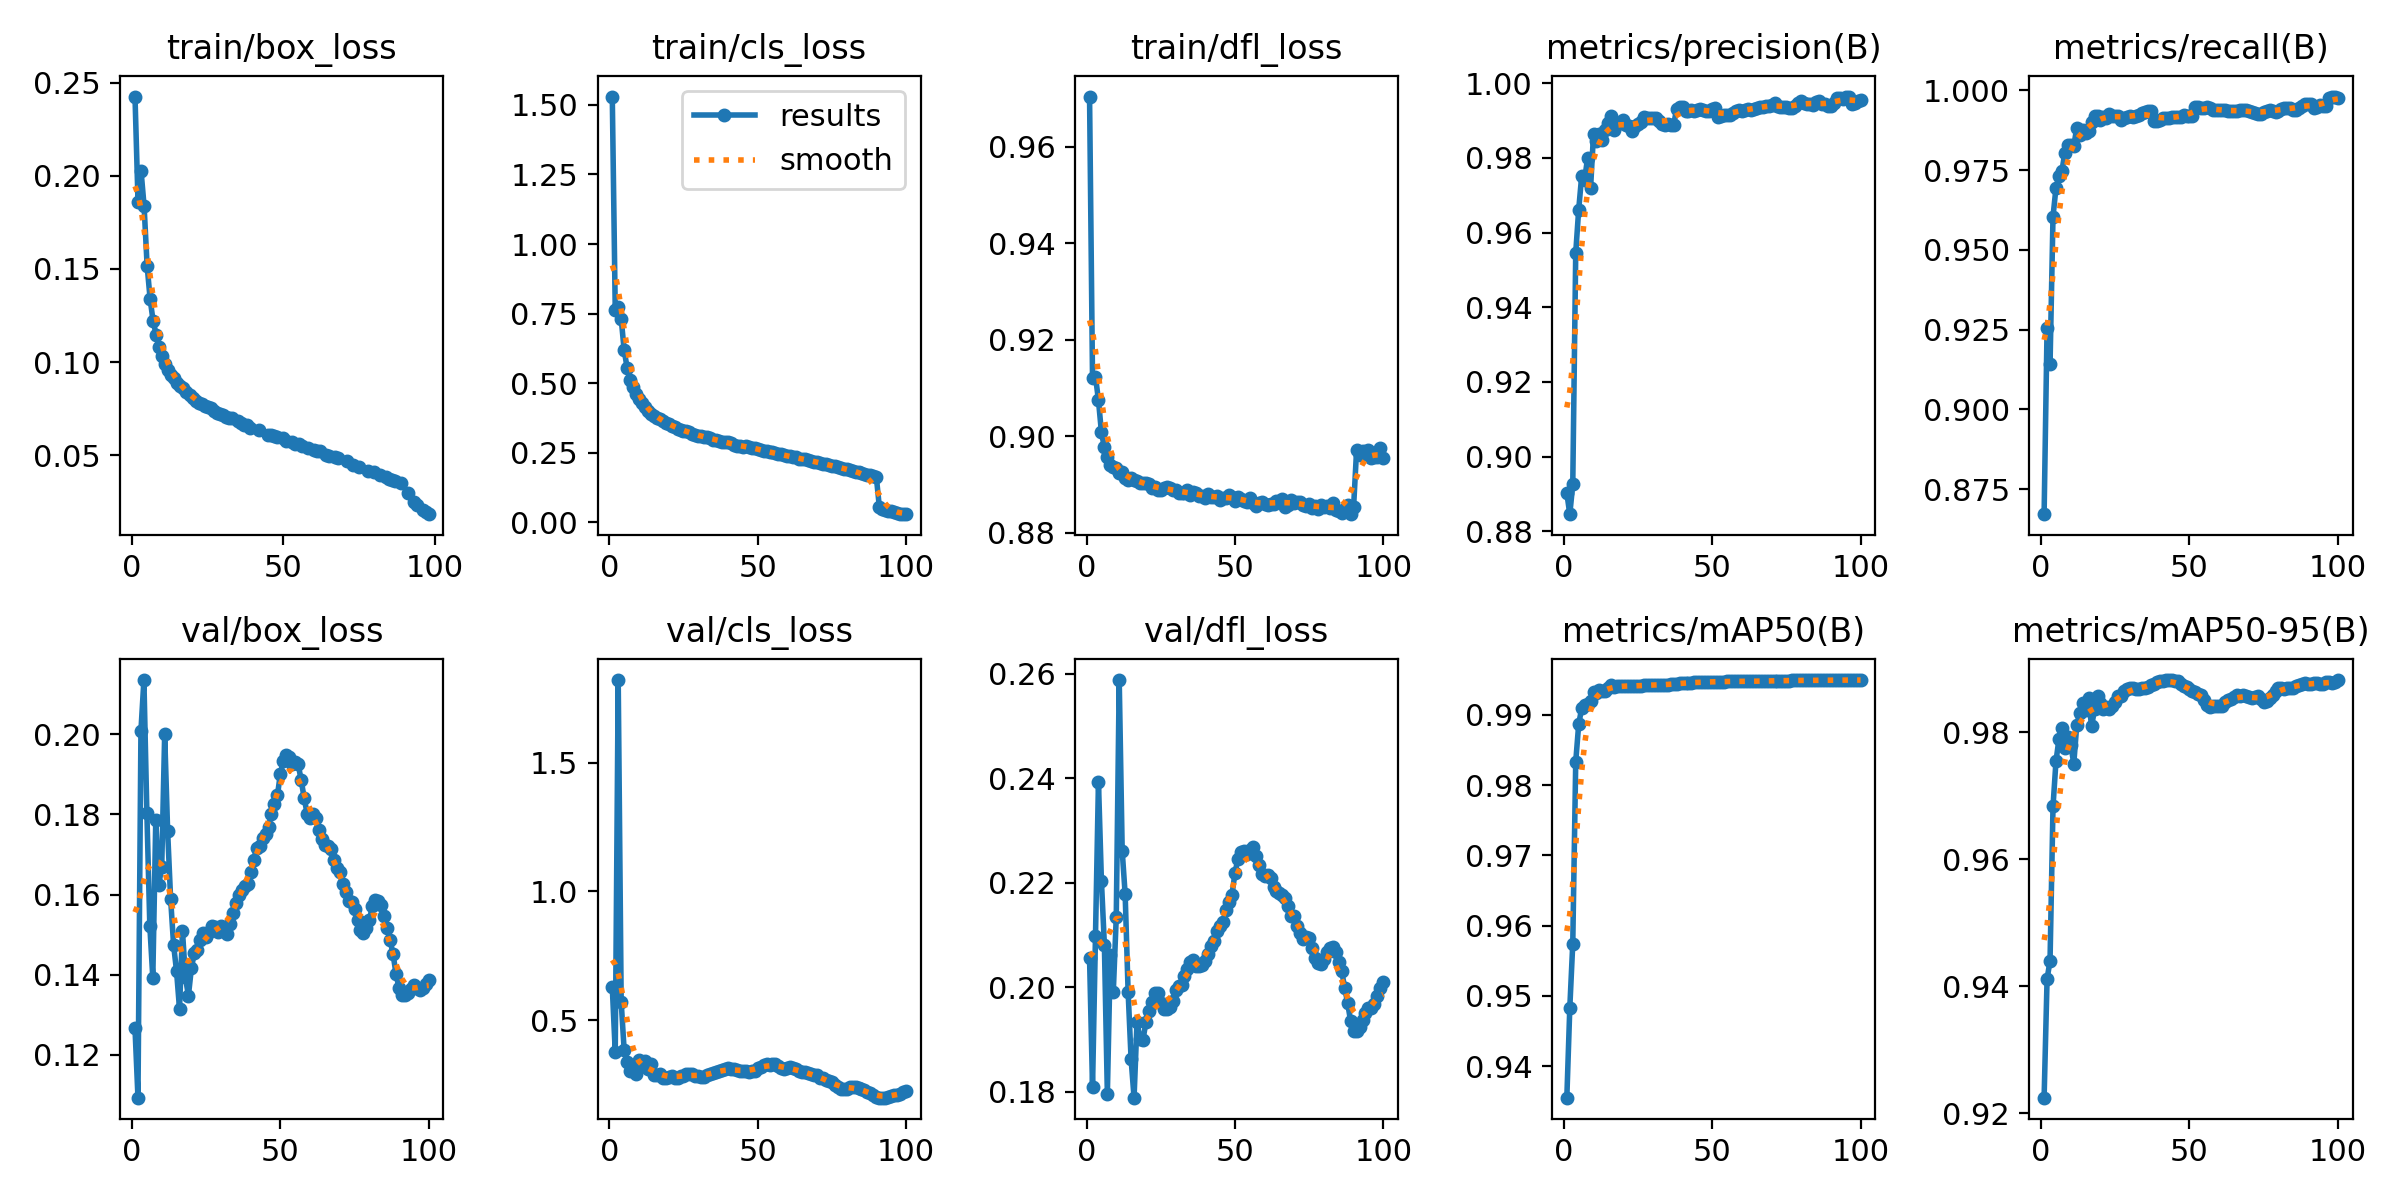 train/box_loss
0.25
0.20
0.15
0.10
0.05
0 50 100
train/cls_loss
results
smooth
1.50
1.25
1.00
0.75
0.50
0.25
0.00
0 50 100
train/dfl_loss
0.96
0.94
0.92
0.90
0.88
0 50 100
metrics/precision(B)
1.00
0.98
0.96
0.94
0.92
0.90
0.88
0 50 100
metrics/recall(B)
1.000
0.975
0.950
0.925
0.900
0.875
0 50 100
val/box_loss
0.20
0.18
0.16
0.14
0.12
0 50 100
val/cls_loss
1.5
1.0
0.5
0 50 100
val/dfl_loss
0.26
0.24
0.22
0.20
0.18
0 50 100
metrics/mAP50(B)
0.99
0.98
0.97
0.96
0.95
0.94
0 50 100
metrics/mAP50-95(B)
0.98
0.96
0.94
0.92
0 50 100